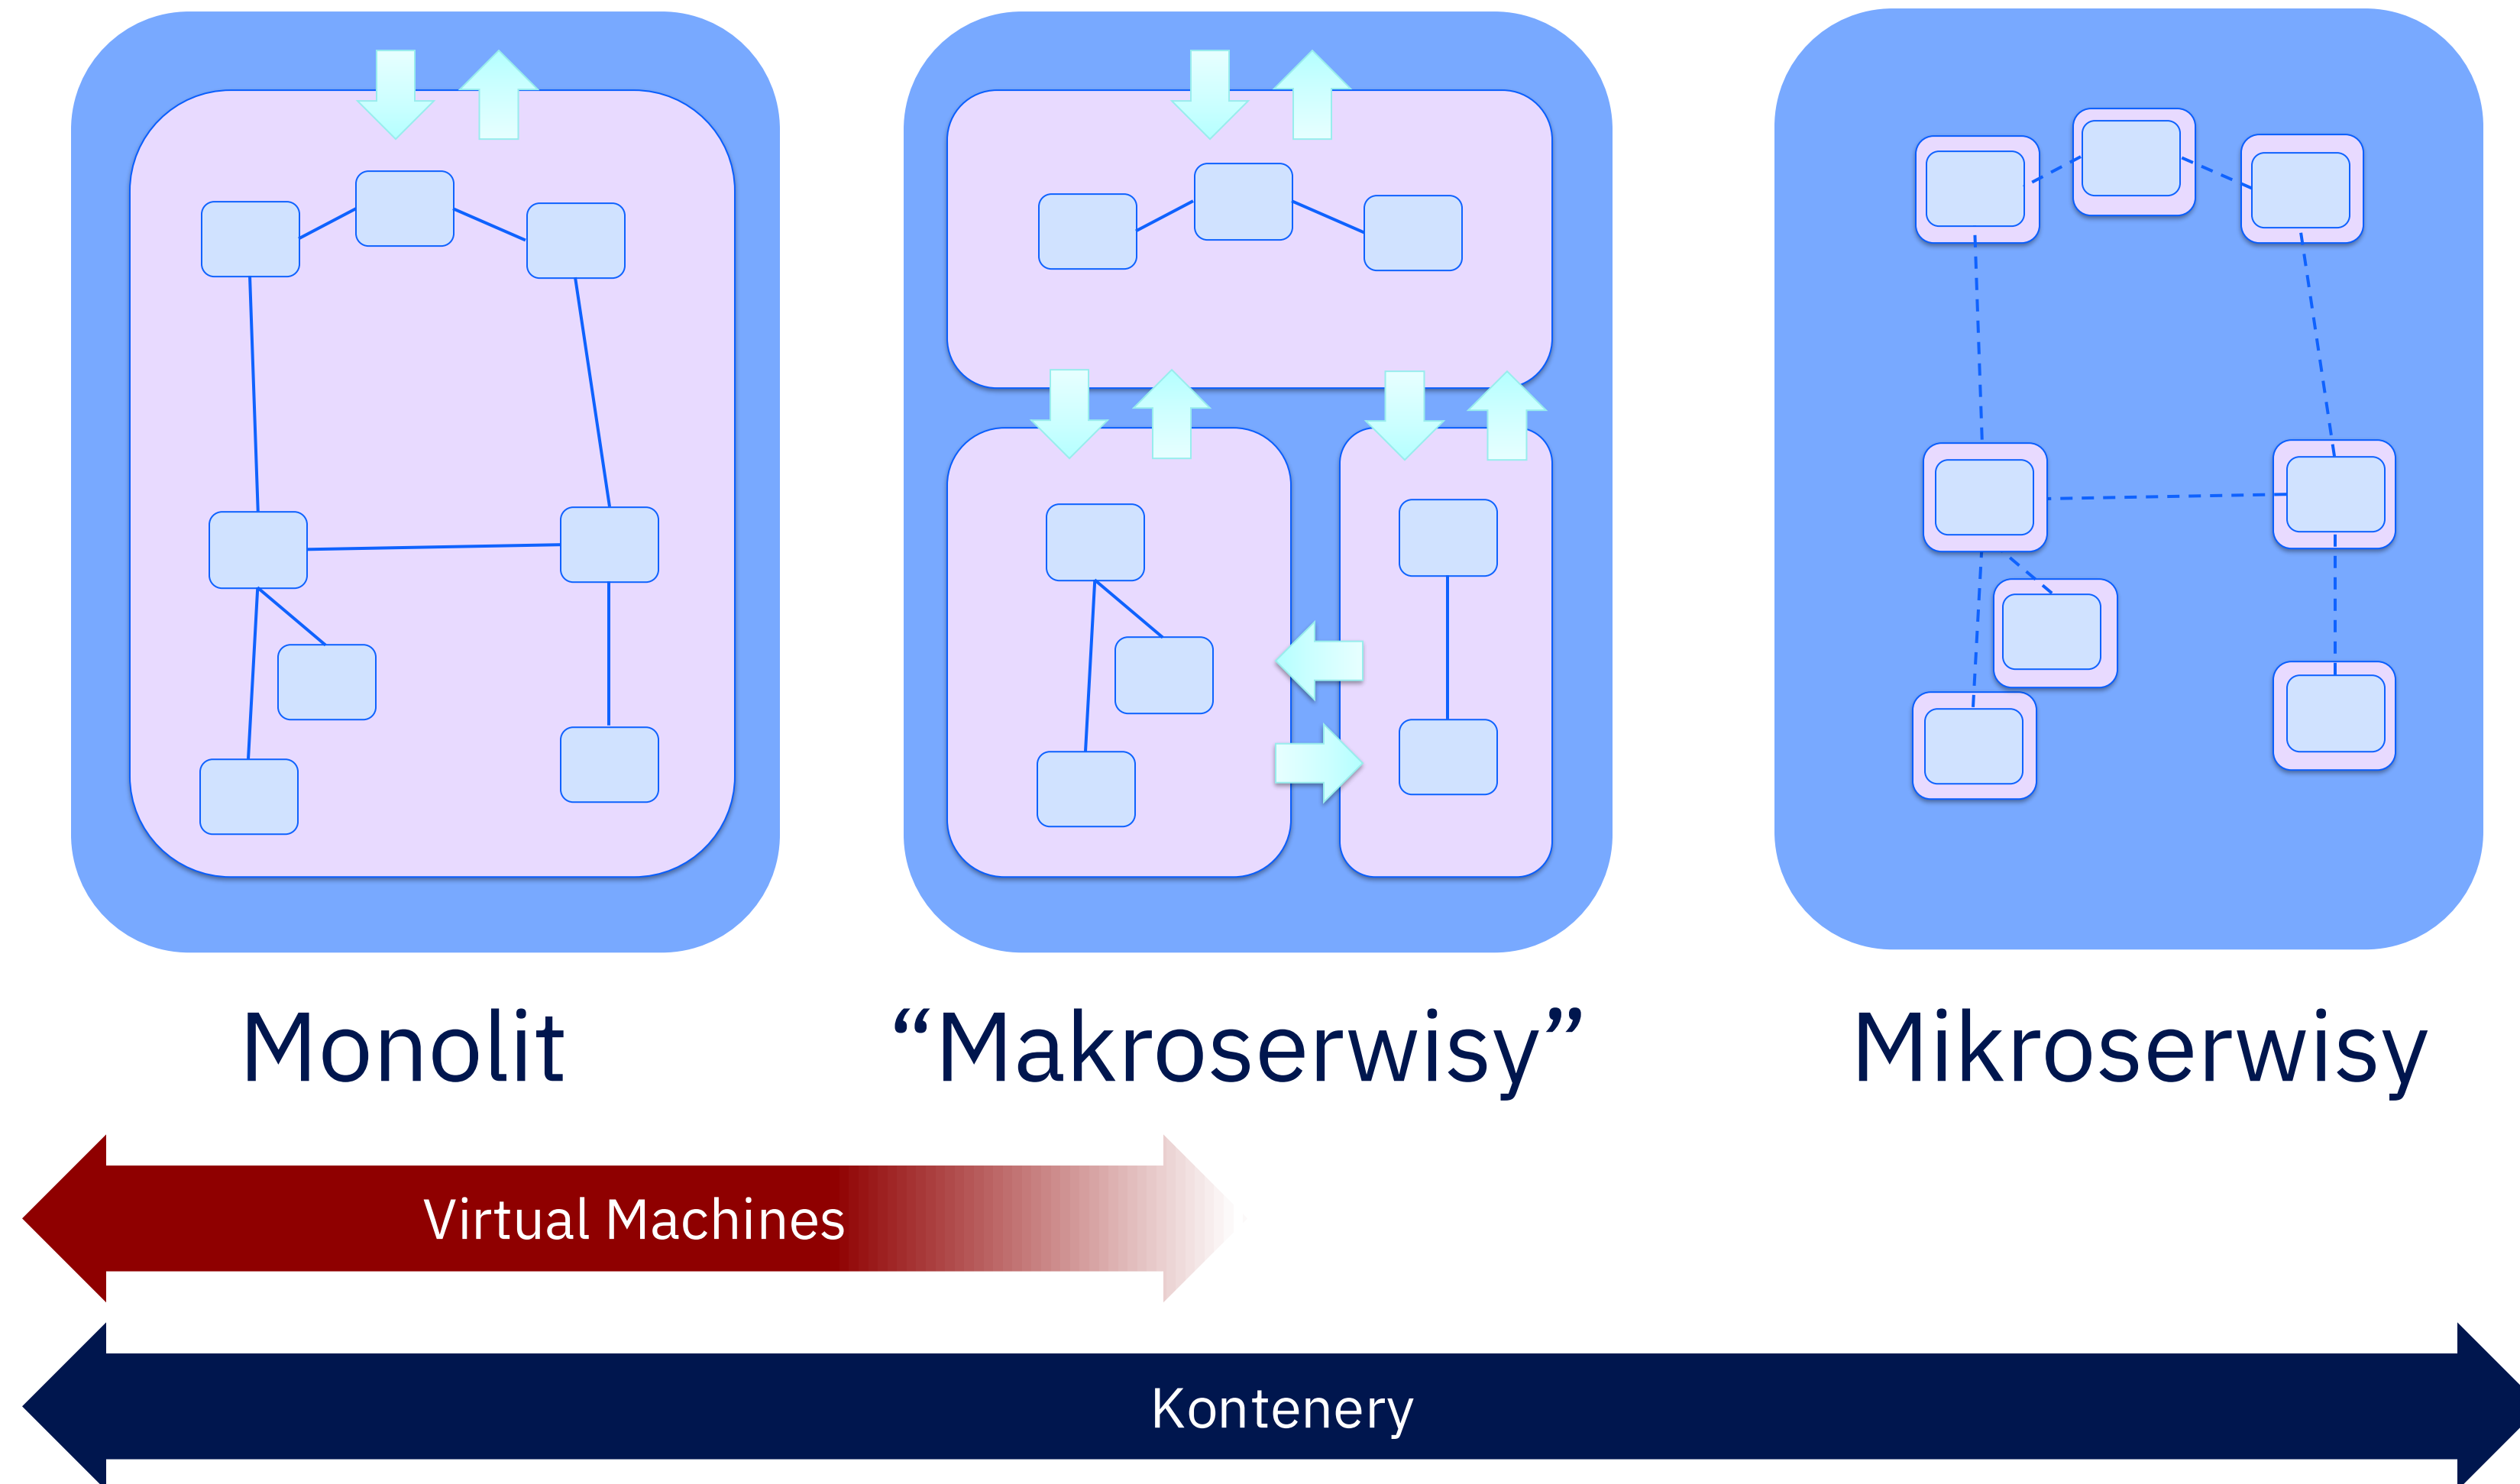 Monolit
“Makroserwisy”
Mikroserwisy
Virtual Machines
Kontenery